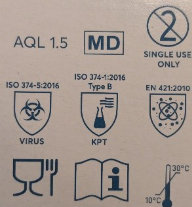 AQL 1.5
MD
2
SINGLE USE
ONLY
ISO 374-5:2016
VIRUS
ISO 374-1:2016
Type B
KPT
EN 421:2010
i
30°C
10°C